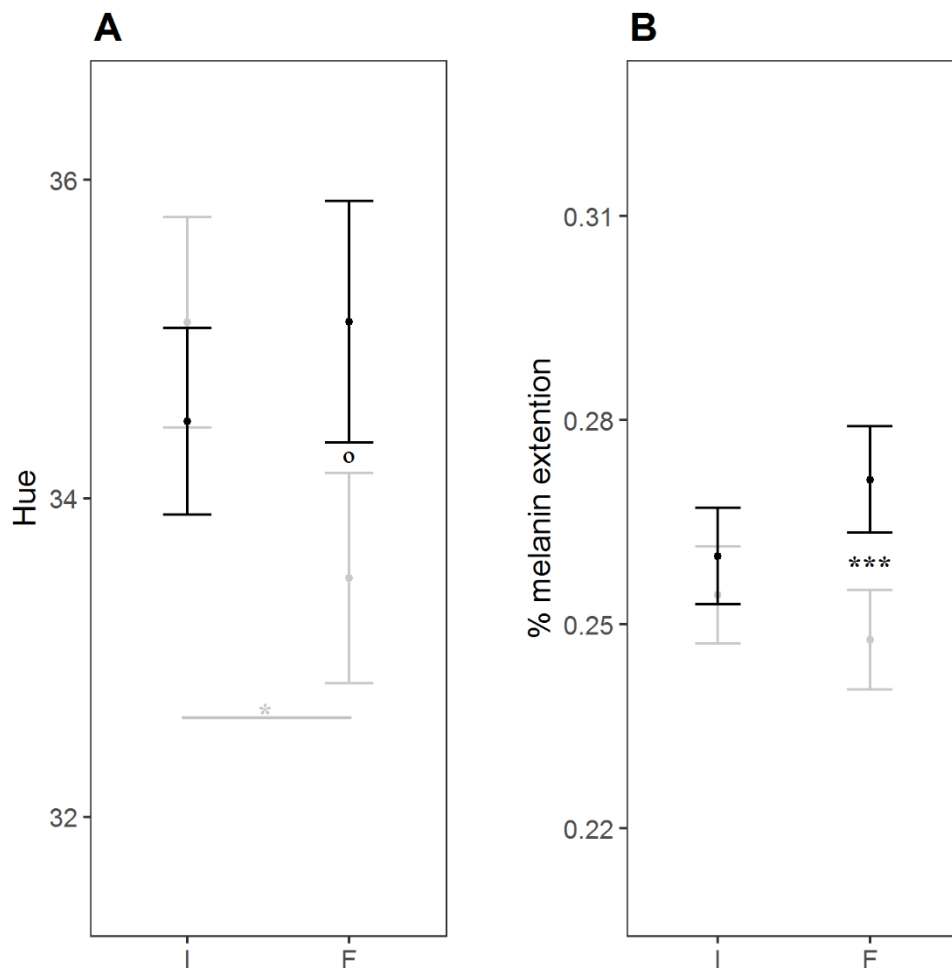 A
36
34
32
Hue
o
*
I
F
B
0.31
0.28
0.25
0.22
% melanin extention
***
I
F